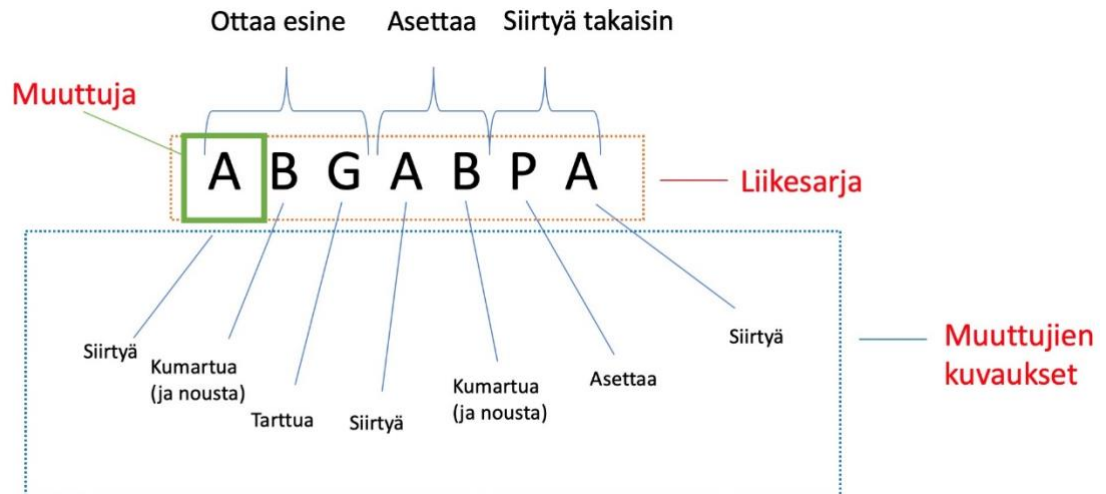 Ottaa esine Asettaa Siirtyä takaisin
Muuttuja
A B G A B P A
Liikesarja
Siirtyä
Kumartua
(ja nousta)
Tarttua
Siirtyä
Kumartua
(ja nousta)
Asettaa
Siirtyä
Muuttujien
kuvaukset